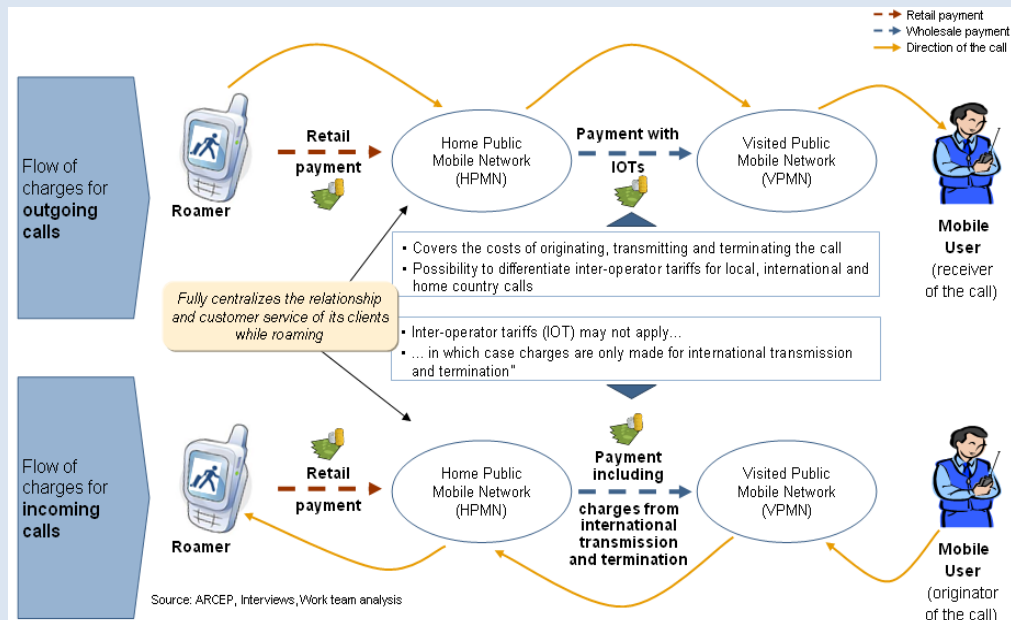 Retail payment
Wholesale payment
Direction of the call
Flow of
charges for
outgoing
calls
Roamer
Retail
payment
Home Public
Mobile Network
(HPMN)
Payment with
IOTs
Visited Public
Mobile Network
(VPMN)
Mobile
User
(receiver
of the call)
▪ Covers the costs of originating, transmitting and terminating the call
▪ Possibility to differentiate inter-operator tariffs for local, international and
home country calls
Fully centralizes the relationship
and customer service of its clients
while roaming
▪ Inter-operator tariffs (IOT) may not apply…
▪ … in which case charges are only made for international transmission
and termination"
Flow of
charges for
incoming
calls
Roamer
Retail
payment
Home Public
Mobile Network
(HPMN)
Payment
including
charges from
international
transmission
and termination
Visited Public
Mobile Network
(VPMN)
Mobile
User
(originator
of the call)
Source: ARCEP, Interviews, Work team analysis